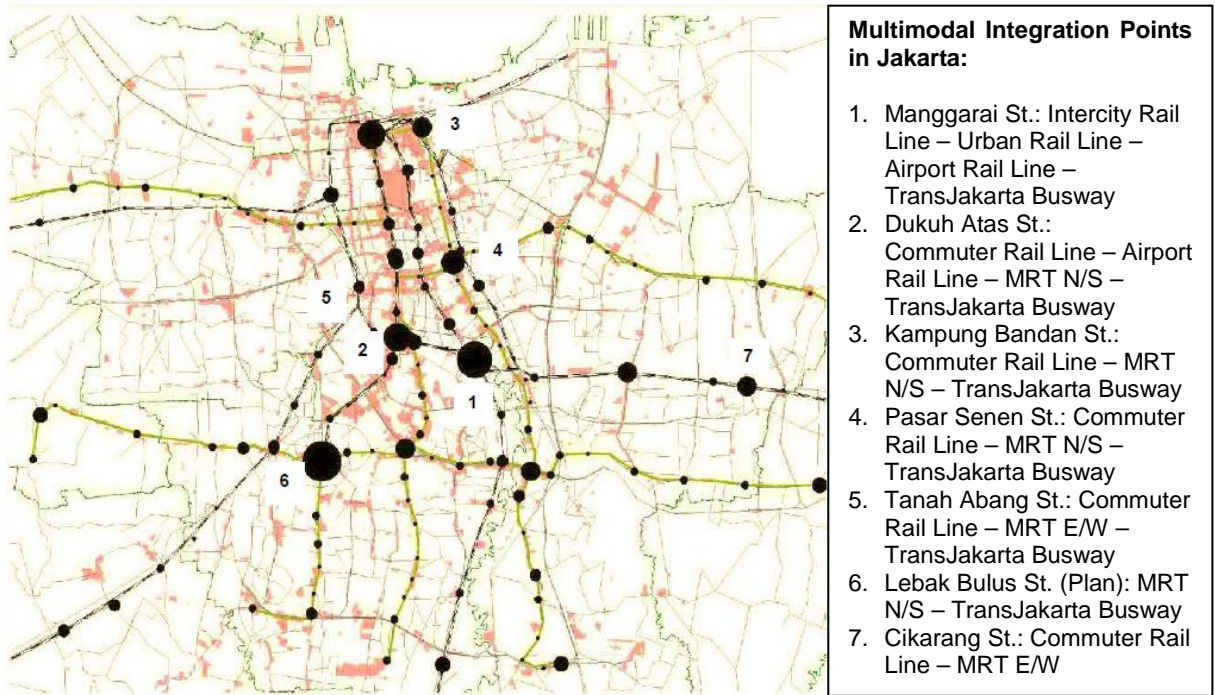 3
4
5
2
7
1
6
Multimodal Integration Points
in Jakarta:
1. Manggarai St.: Intercity Rail
Line – Urban Rail Line –
Airport Rail Line –
TransJakarta Busway
2. Dukuh Atas St.:
Commuter Rail Line – Airport
Rail Line – MRT N/S –
TransJakarta Busway
3. Kampung Bandan St.:
Commuter Rail Line – MRT
N/S – TransJakarta Busway
4. Pasar Senen St.: Commuter
Rail Line – MRT N/S –
TransJakarta Busway
5. Tanah Abang St.: Commuter
Rail Line – MRT E/W –
TransJakarta Busway
6. Lebak Bulus St. (Plan): MRT
N/S – TransJakarta Busway
7. Cikarang St.: Commuter Rail
Line – MRT E/W